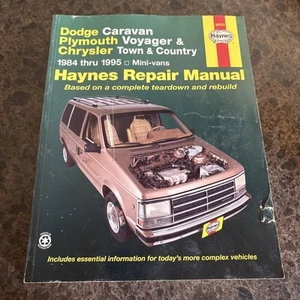 Dodge Caravan
Plymouth Voyager &
Chrysler Town & Country
1984 thru 1995 □ Mini-vans
Haynes Repair Manual
Based on a complete teardown and rebuild
Haynes
Includes essential information for today's more complex vehicles